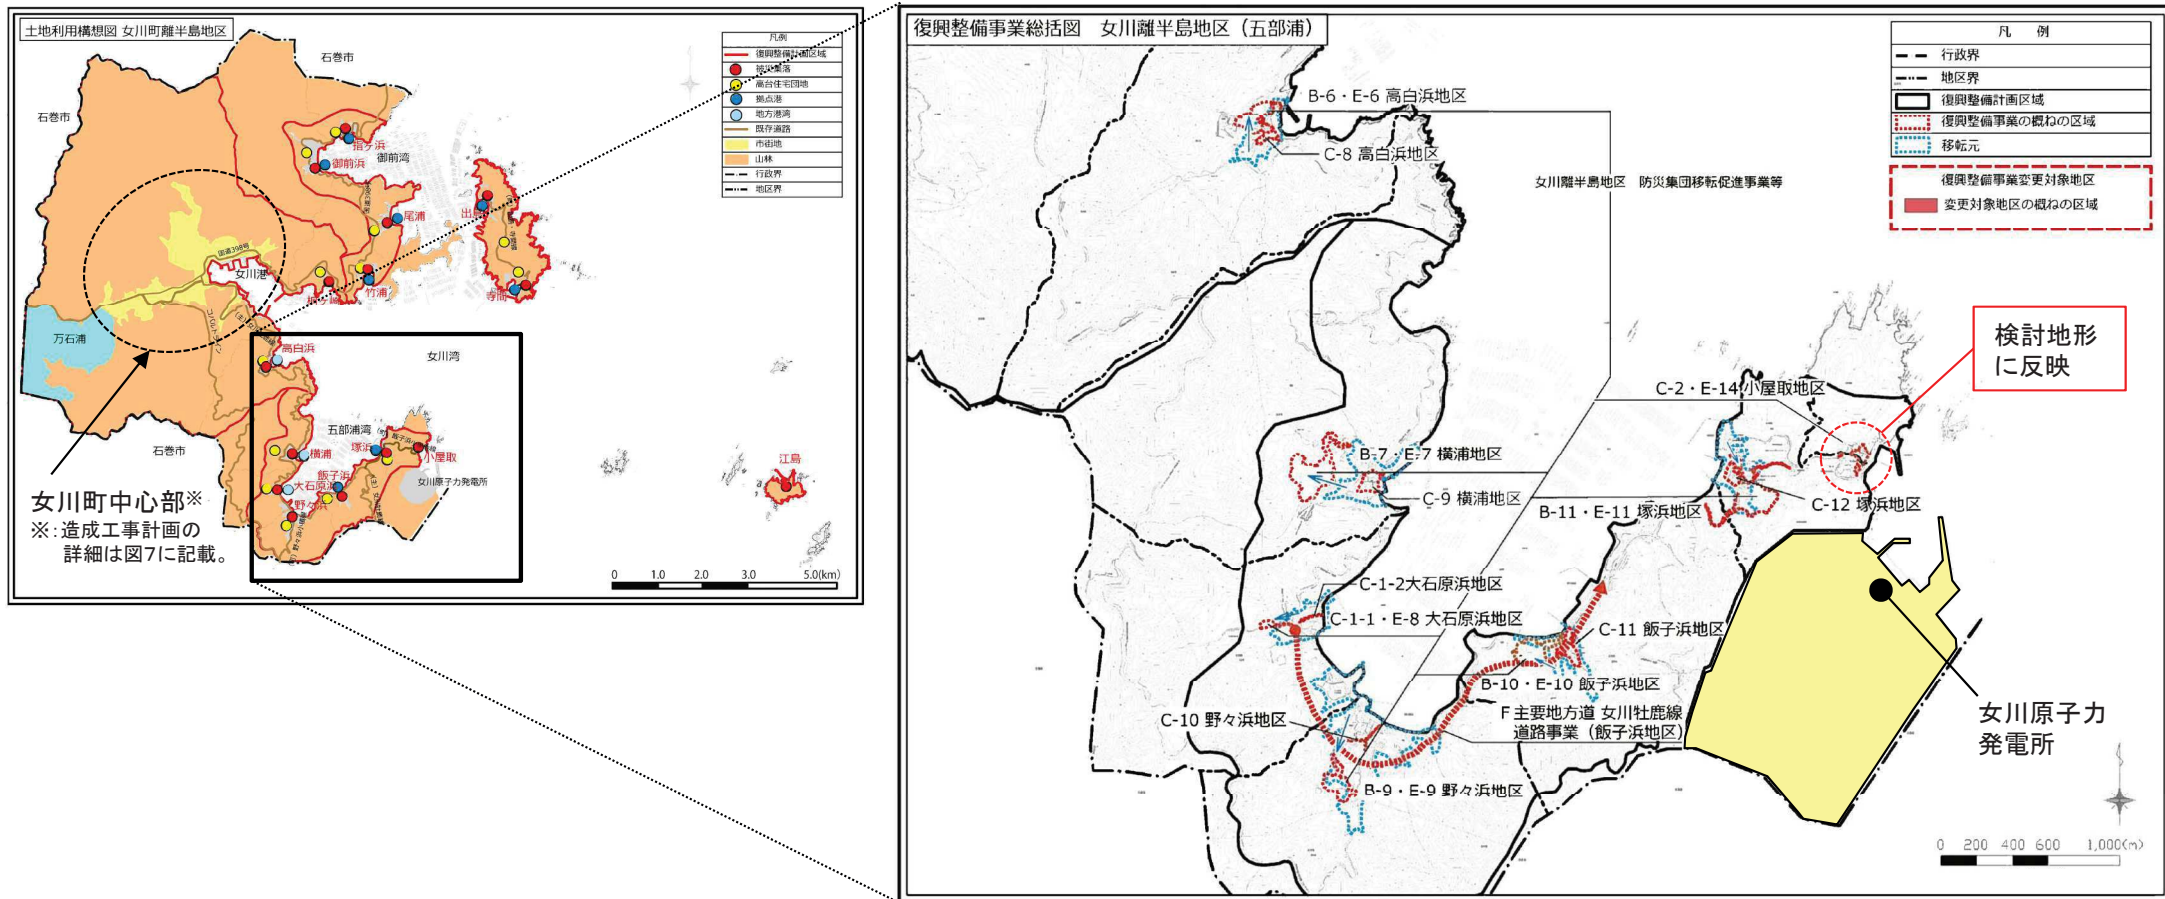 土地利用構想図 女川町離半島地区
凡例
復興整備計画区域
被災集落
高台住宅団地
拠点港
地方港湾
既存道路
市街地
山林
行政界
地区界
石巻市
石巻市
石巻市
指ヶ浜
御前浜
御前湾
尾浦
出島
寺間
竹浦
桐ヶ崎
国道398号
女川港
コバルトライン
万石浦
高白浜
女川湾
五部浦湾
塚浜
小屋取
横浦
飯子浜
大石原浜
野々浜
女川原子力発電所
江島
女川町中心部※
※:造成工事計画の
詳細は図7に記載。
0 1.0 2.0 3.0 5.0(km)
復興整備事業総括図 女川離半島地区(五部浦)
凡 例
行政界
地区界
復興整備計画区域
復興整備事業の概ねの区域
移転元
復興整備事業変更対象地区
変更対象地区の概ねの区域
B-6・E-6 高白浜地区
C-8 高白浜地区
女川離半島地区 防災集団移転促進事業等
検討地形
に反映
C-2・E-14 小屋取地区
B-7・E-7 横浦地区
C-9 横浦地区
B-11・E-11 塚浜地区
C-12 塚浜地区
C-1-2大石原浜地区
C-1-1・E-8 大石原浜地区
C-11 飯子浜地区
B-10・E-10 飯子浜地区
C-10 野々浜地区
F 主要地方道 女川牡鹿線
道路事業(飯子浜地区)
B-9・E-9 野々浜地区
女川原子力
発電所
0 200 400 600 1,000(m)